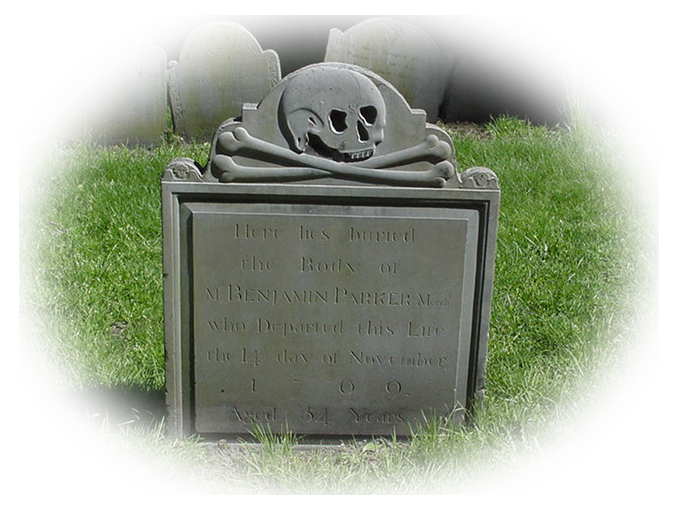 Here lies buried
the Body of
Mr BENJAMIN PARKER Merch't
who Departed this Life
the 14 day of November
1769
Aged 54 Years